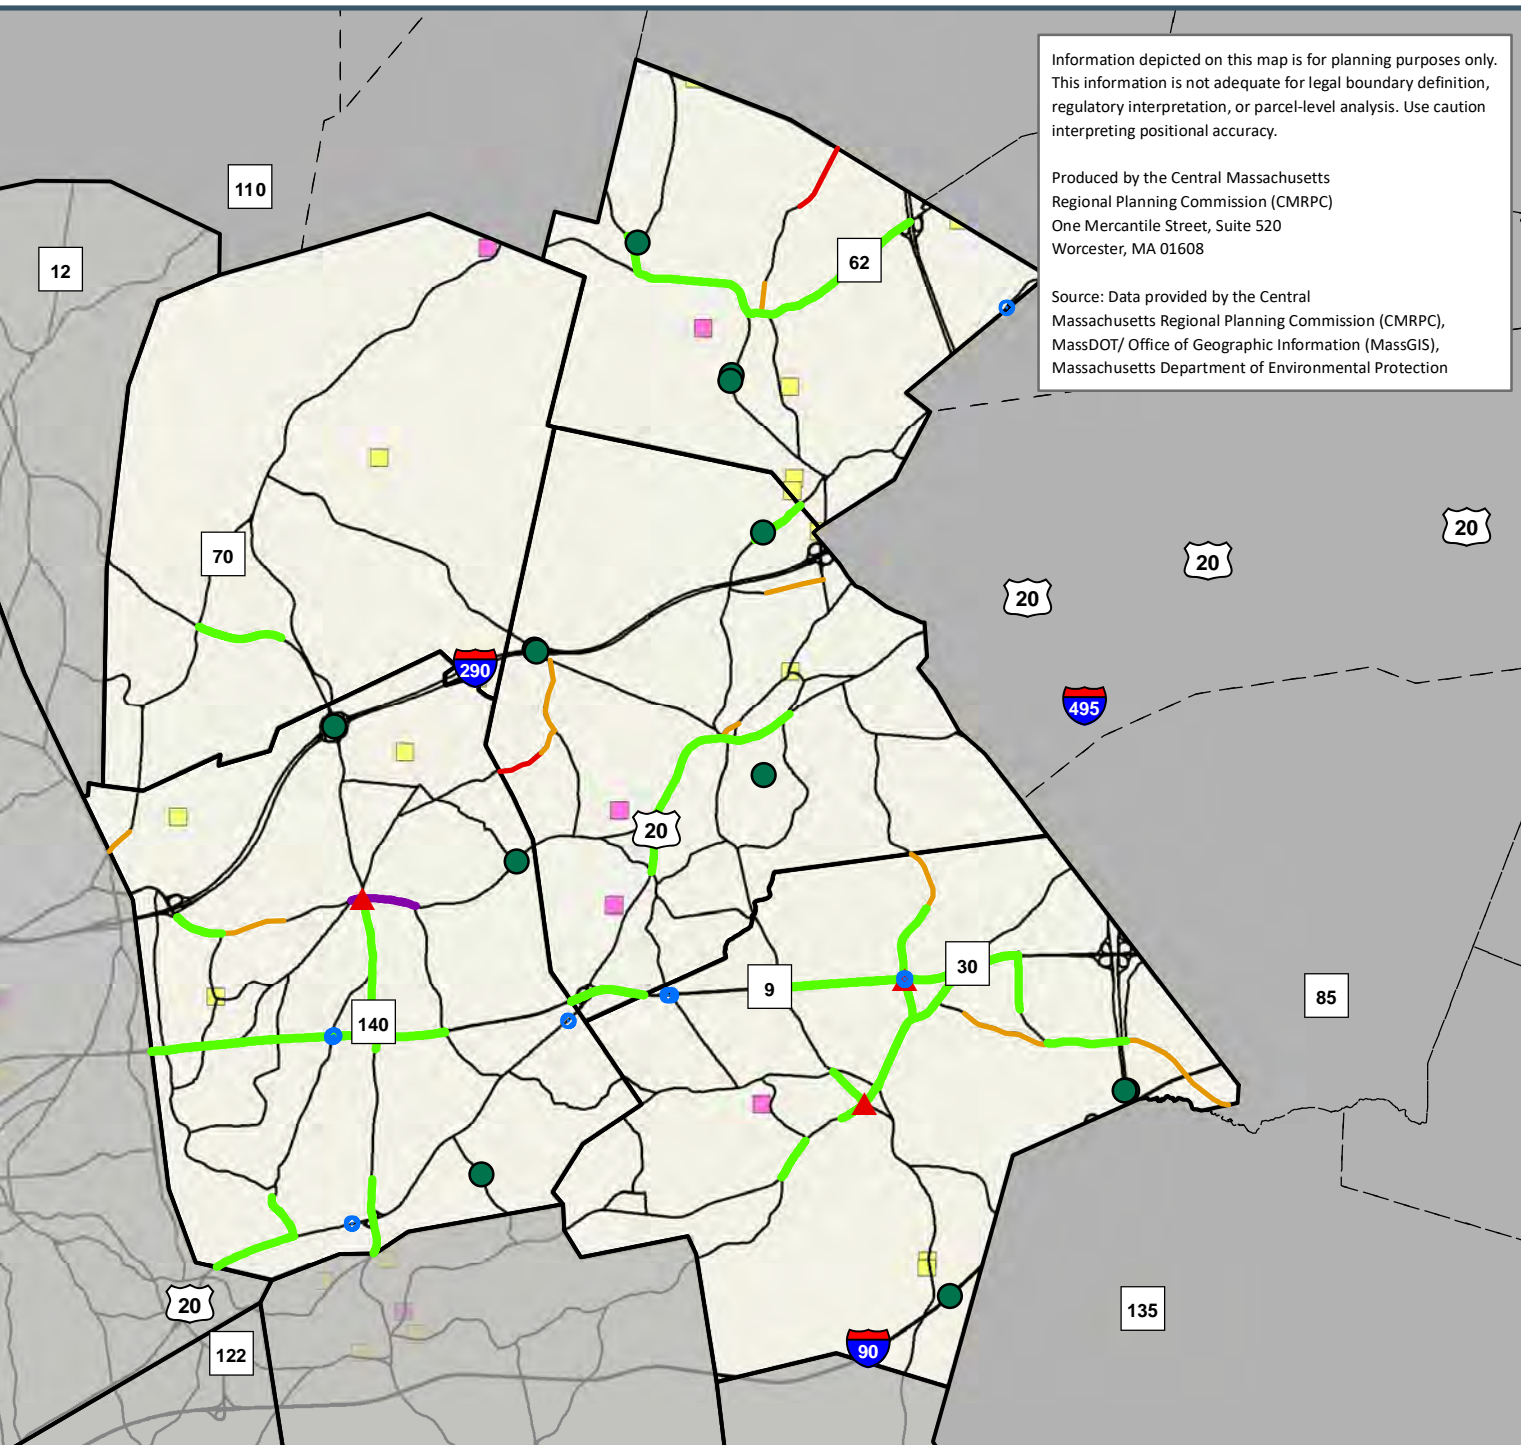 Information depicted on this map is for planning purposes only.
This information is not adequate for legal boundary definition,
regulatory interpretation, or parcel-level analysis. Use caution
interpreting positional accuracy.
Produced by the Central Massachusetts
Regional Planning Commission (CMRPC)
One Mercantile Street, Suite 520
Worcester, MA 01608
Source: Data provided by the Central
Massachusetts Regional Planning Commission (CMRPC),
MassDOT/ Office of Geographic Information (MassGIS),
Massachusetts Department of Environmental Protection
110
12
62
70
20
20
20
290
495
20
30
9
85
140
20
135
122
90